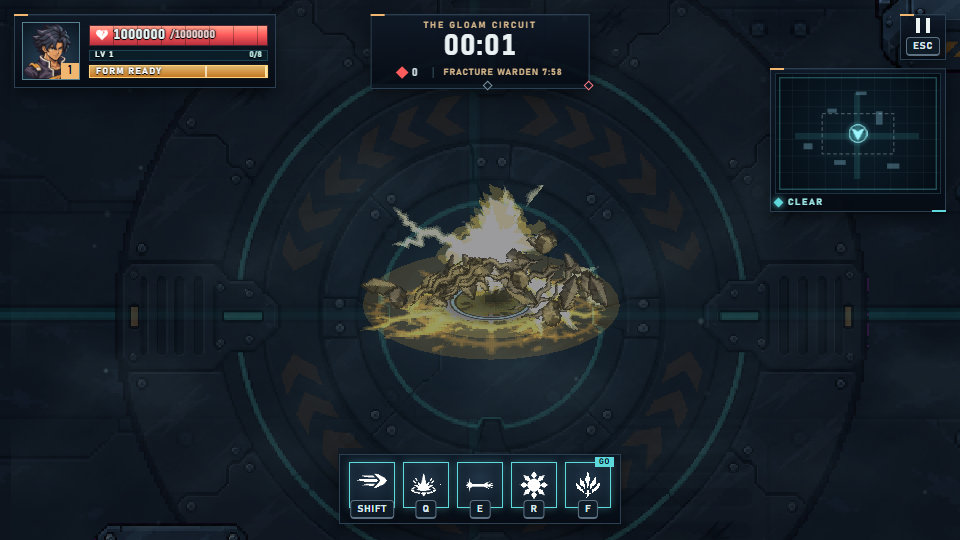 1000000 /1000000
LV 1
0/8
FORM READY
1
THE GLOAM CIRCUIT
00:01
0
FRACTURE WARDEN 7:58
ESC
CLEAR
GO
SHIFT
Q
E
R
F